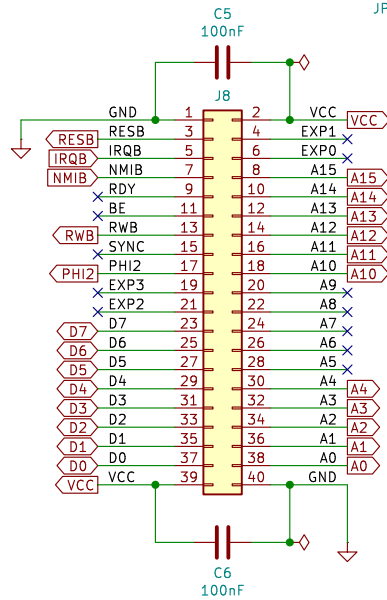 JP
C5
100nF
J8
GND 1 2 VCC VCC
RESB RESB 3 4 EXP1
IRQB IRQB 5 6 EXP0
NMIB NMIB 7 8 A15 A15
RDY 9 10 A14 A14
BE 11 12 A13 A13
RWB RWB 13 14 A12 A12
SYNC 15 16 A11 A11
PHI2 PHI2 17 18 A10 A10
EXP3 19 20 A9
EXP2 21 22 A8
D7 D7 23 24 A7
D6 D6 25 26 A6
D5 D5 27 28 A5
D4 D4 29 30 A4 A4
D3 D3 31 32 A3 A3
D2 D2 33 34 A2 A2
D1 D1 35 36 A1 A1
D0 D0 37 38 A0 A0
VCC VCC 39 40 GND
C6
100nF